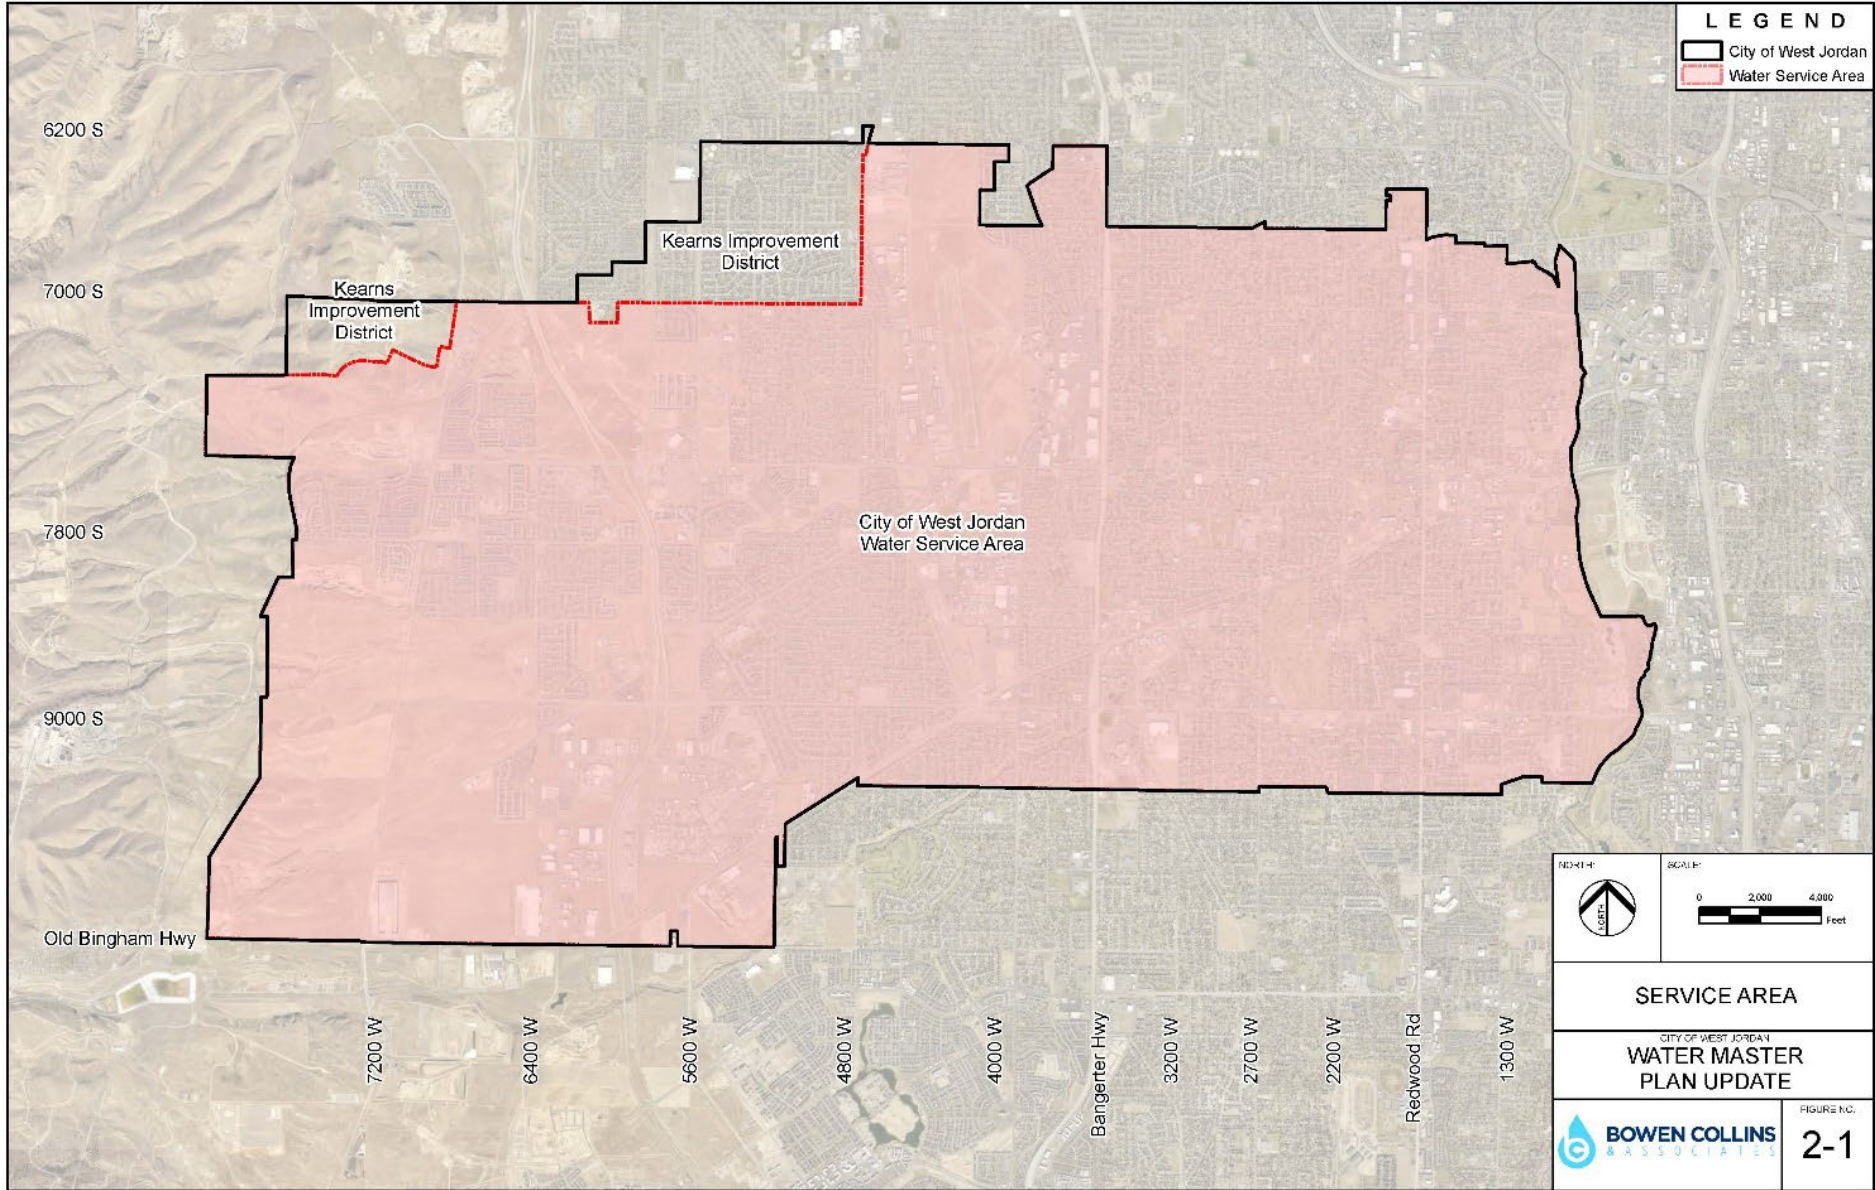 LEGEND
City of West Jordan
Water Service Area
6200 S
7000 S
7800 S
9000 S
Old Bingham Hwy
Kearns Improvement
District
Kearns
Improvement
District
City of West Jordan
Water Service Area
7200 W
6400 W
5600 W
4800 W
4000 W
Bangerter Hwy
3200 W
2700 W
2200 W
Redwood Rd
1300 W
NORTH:
NORTH
SCALE:
0 2,000 4,000
Feet
SERVICE AREA
CITY OF WEST JORDAN
WATER MASTER
PLAN UPDATE
BOWEN COLLINS
& ASSOCIATES
FIGURE NO.
2-1